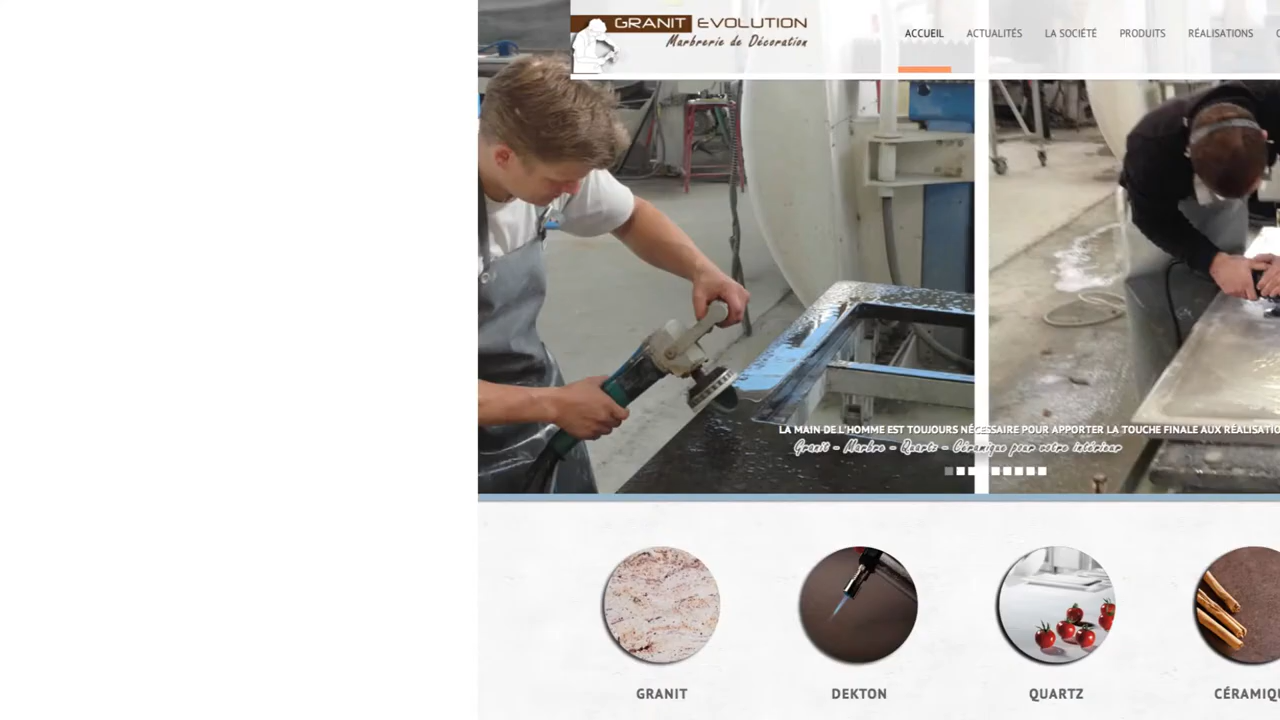 GRANIT EVOLUTION
Marbrerie de Décoration
ACCUEIL ACTUALITÉS LA SOCIÉTÉ PRODUITS RÉALISATIONS
LA MAIN DE L'HOMME EST TOUJOURS NÉCESSAIRE POUR APPORTER LA TOUCHE FINALE AUX RÉALISATIO
Granit - Marbre - Quartz - Céramique pour votre intérieur
GRANIT DEKTON QUARTZ CÉRAMIQU